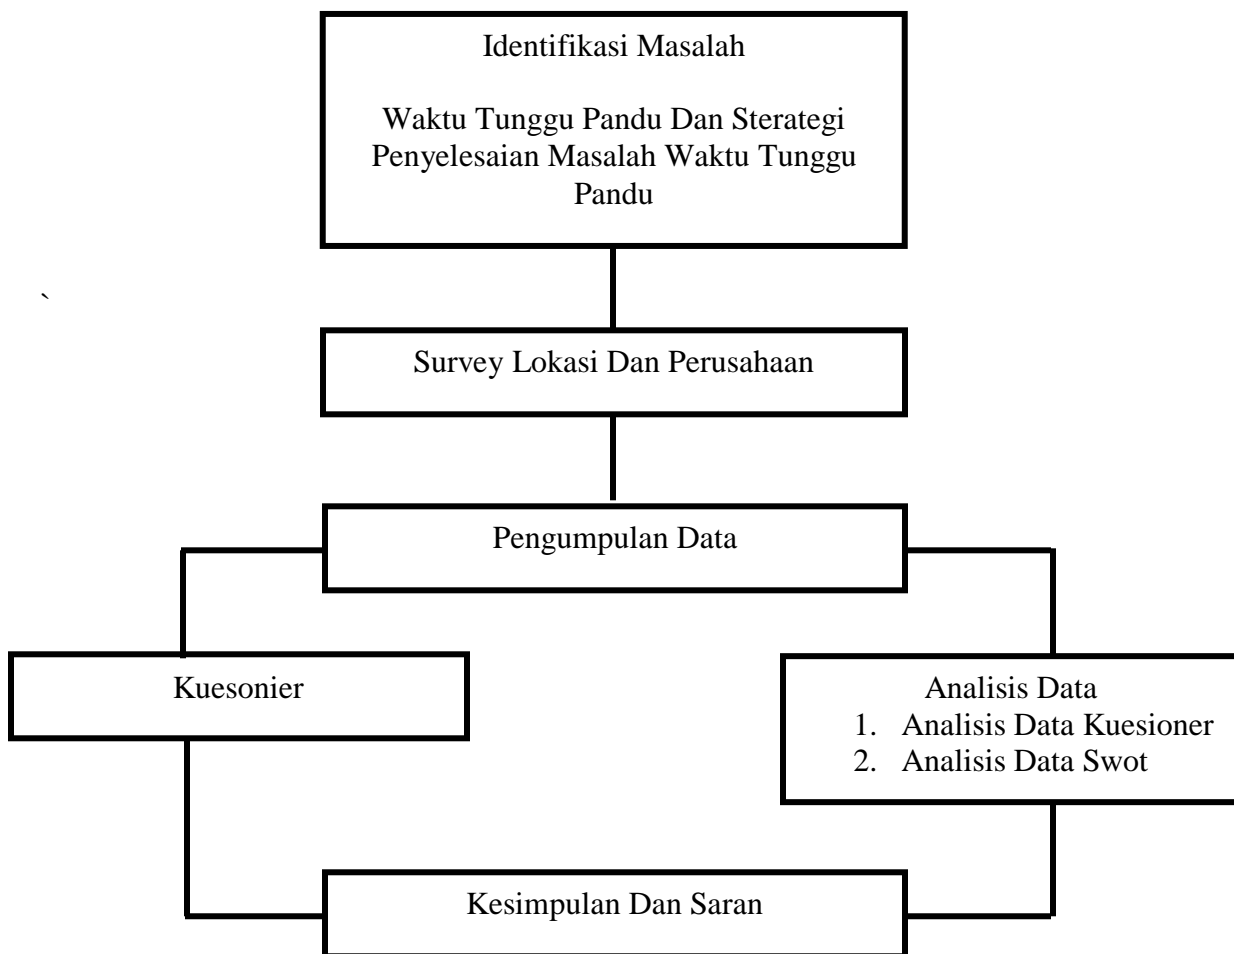 Identifikasi Masalah
Waktu Tunggu Pandu Dan Sterategi
Penyelesaian Masalah Waktu Tunggu
Pandu
`
Survey Lokasi Dan Perusahaan
Pengumpulan Data
Kuesonier
Analisis Data
1. Analisis Data Kuesioner
2. Analisis Data Swot
Kesimpulan Dan Saran